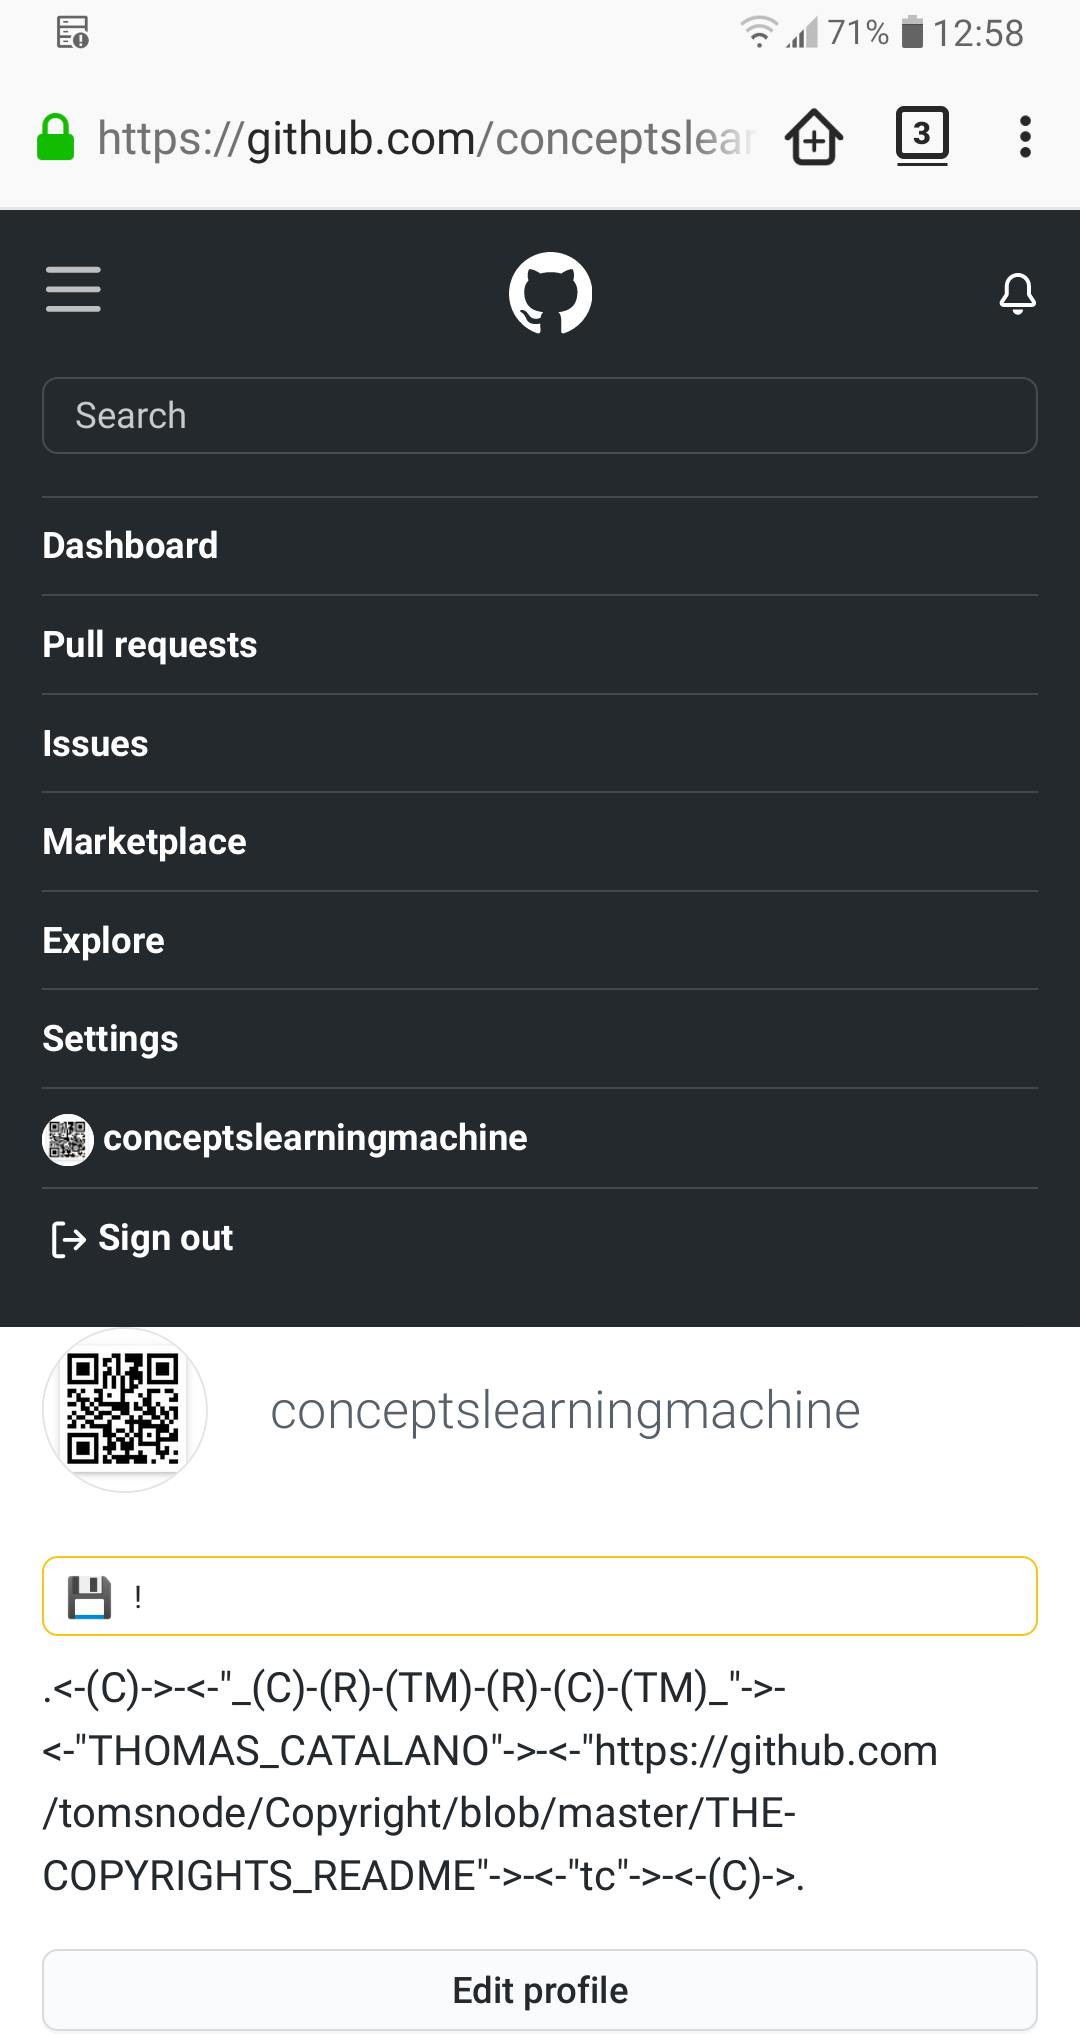 71% 12:58
https://github.com/conceptslear
3
Search
Dashboard
Pull requests
Issues
Marketplace
Explore
Settings
conceptslearningmachine
Sign out
conceptslearningmachine
!
.<-(C)->-<-"_(C)-(R)-(TM)-(R)-(C)-(TM)_"->-
<-"THOMAS_CATALANO"->-<-"https://github.com
/tomsnode/Copyright/blob/master/THE-
COPYRIGHTS_README"->-<-"tc"->-<-(C)->.
Edit profile